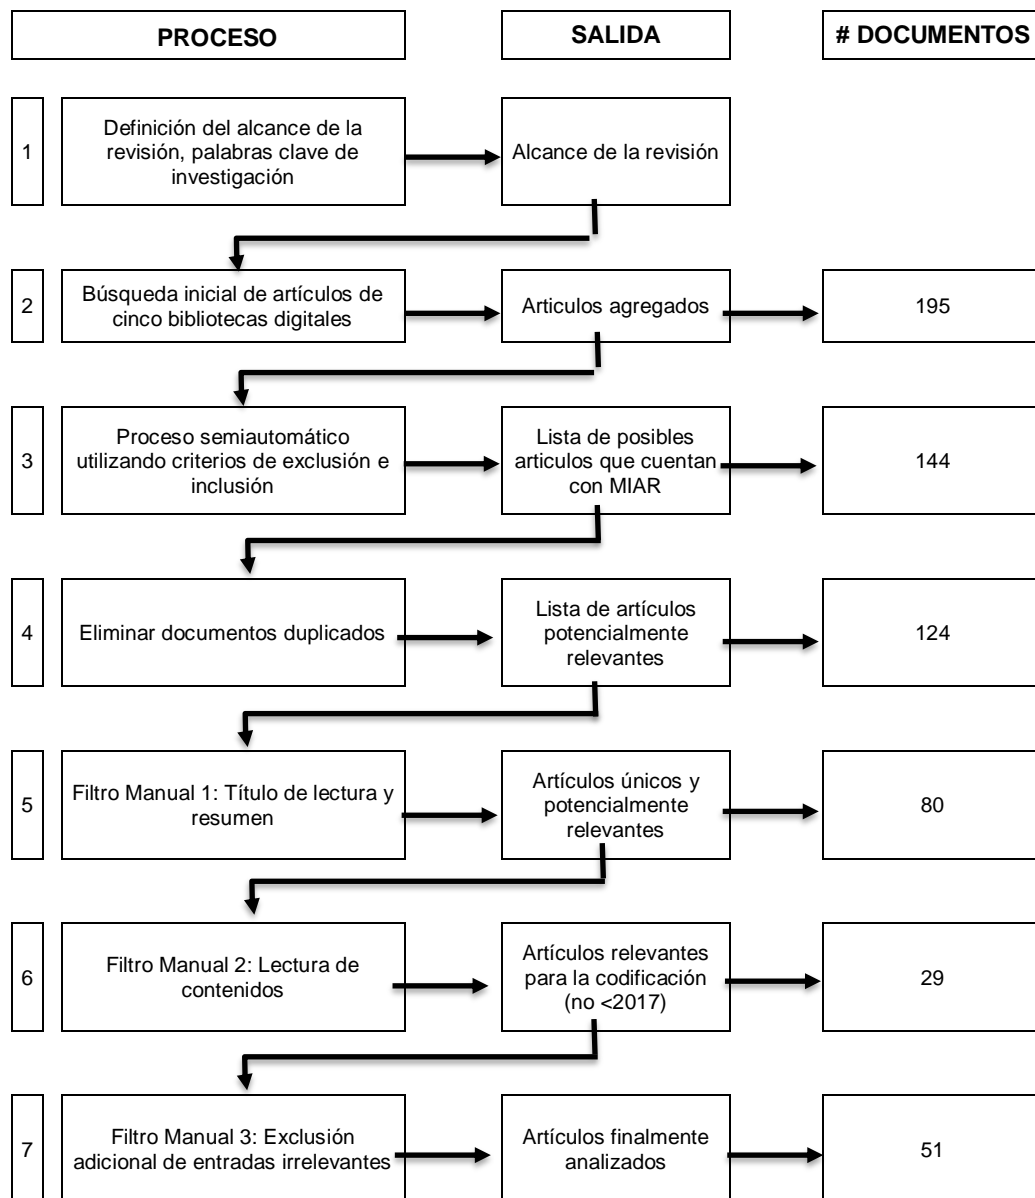 PROCESO
SALIDA
# DOCUMENTOS
1
Definición del alcance de la
revisión, palabras clave de
investigación
Alcance de la revisión
2
Búsqueda inicial de artículos de
cinco bibliotecas digitales
Articulos agregados
195
3
Proceso semiautomático
utilizando criterios de exclusión e
inclusión
Lista de posibles
articulos que cuentan
con MIAR
144
4
Eliminar documentos duplicados
Lista de artículos
potencialmente
relevantes
124
5
Filtro Manual 1: Título de lectura y
resumen
Artículos únicos y
potencialmente
relevantes
80
6
Filtro Manual 2: Lectura de
contenidos
Artículos relevantes
para la codificación
(no <2017)
29
7
Filtro Manual 3: Exclusión
adicional de entradas irrelevantes
Artículos finalmente
analizados
51